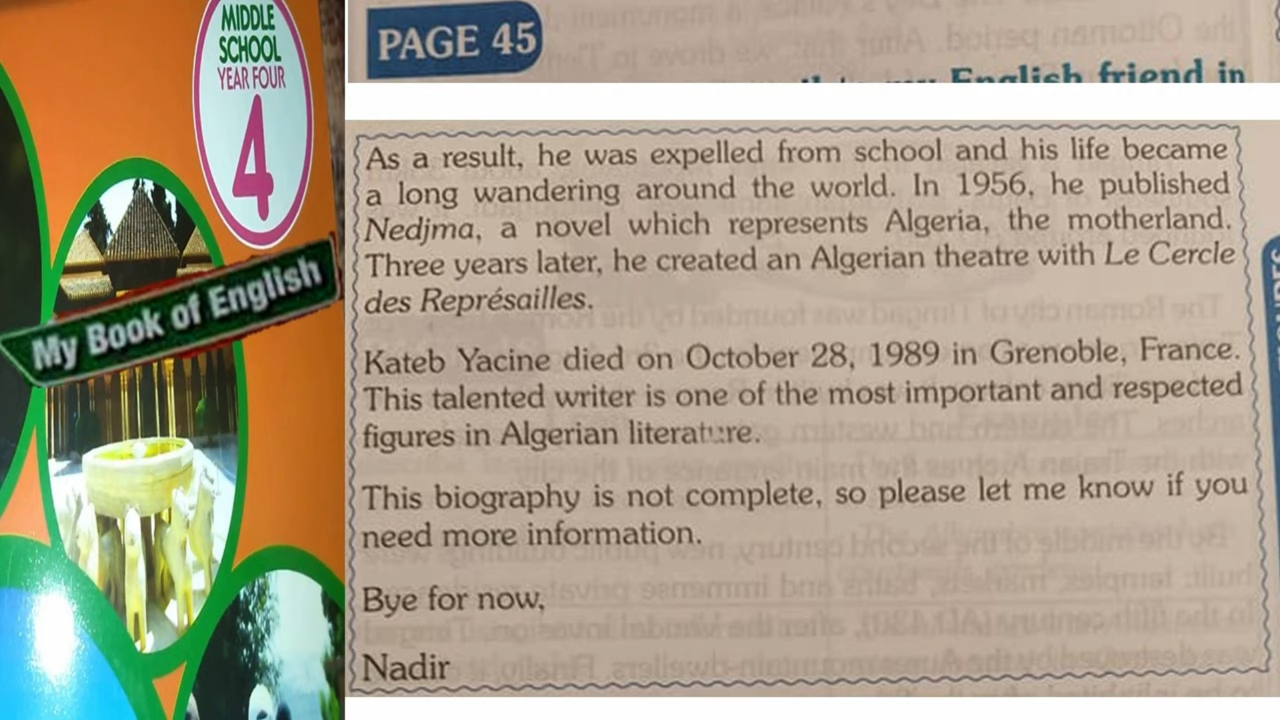 MIDDLE
SCHOOL
YEAR FOUR
4
My Book of English
PAGE 45
English friend in
As a result, he was expelled from school and his life became
a long wandering around the world. In 1956, he published
Nedjma, a novel which represents Algeria, the motherland.
Three years later, he created an Algerian theatre with Le Cercle
des Représailles.
Kateb Yacine died on October 28, 1989 in Grenoble, France.
This talented writer is one of the most important and respected
figures in Algerian literature.
This biography is not complete, so please let me know if you
need more information.
Bye for now,
Nadir